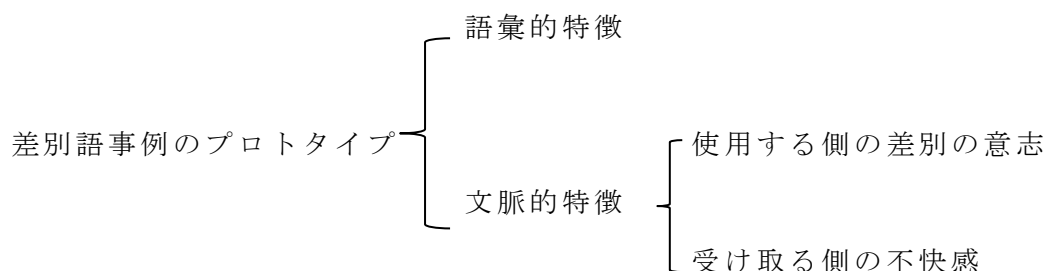 語彙的特徴
差別語事例のプロトタイプ
使用する側の差別の意志
文脈的特徴
受け取る側の不快感